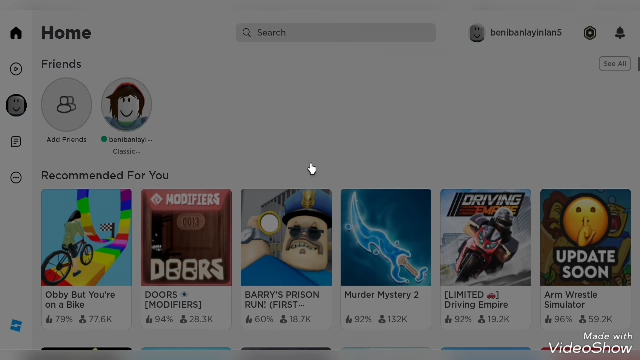 Home
Search
benibanlayinlan5
Friends
See All
Add Friends
benibanlayi--
Classic--
Recommended For You
MODIFIERS
0013
DOORS
DRIVING
EMPIRE
UPDATE
SOON
Obby But You're
on a Bike
79% 77.6K
DOORS
[MODIFIERS]
94% 28.3K
BARRY'S PRISON
RUN! (FIRST--
60% 18.7K
Murder Mystery 2
92% 132K
[LIMITED 🚗]
Driving Empire
92% 19.2K
Arm Wrestle
Simulator
96% 59.2K
Made with
VideoShow